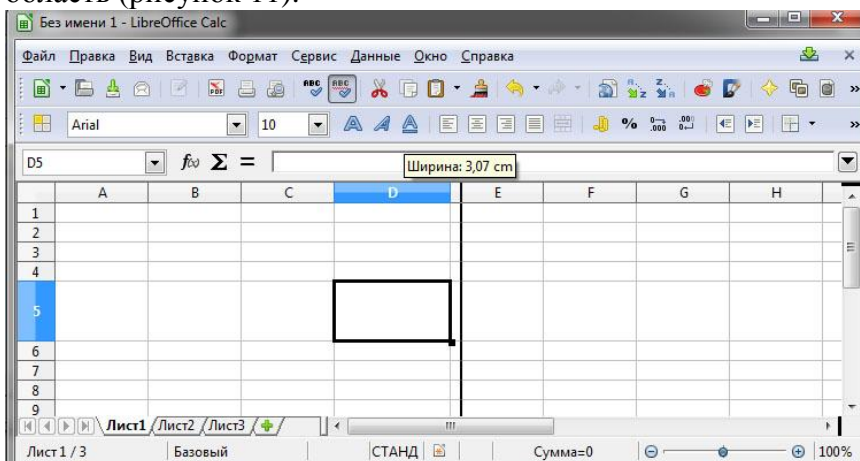 область (рисунок 11).
Без имени 1 - LibreOffice Calc
Файл Правка Вид Вставка Формат Сервис Данные Окно Справка
Arial 10
D5
Ширина: 3,07 cm
A B C D E F G H
1
2
3
4
5
6
7
8
9
Лист1 Лист2 Лист3
Лист 1 / 3 Базовый СТАНД Сумма=0 100%